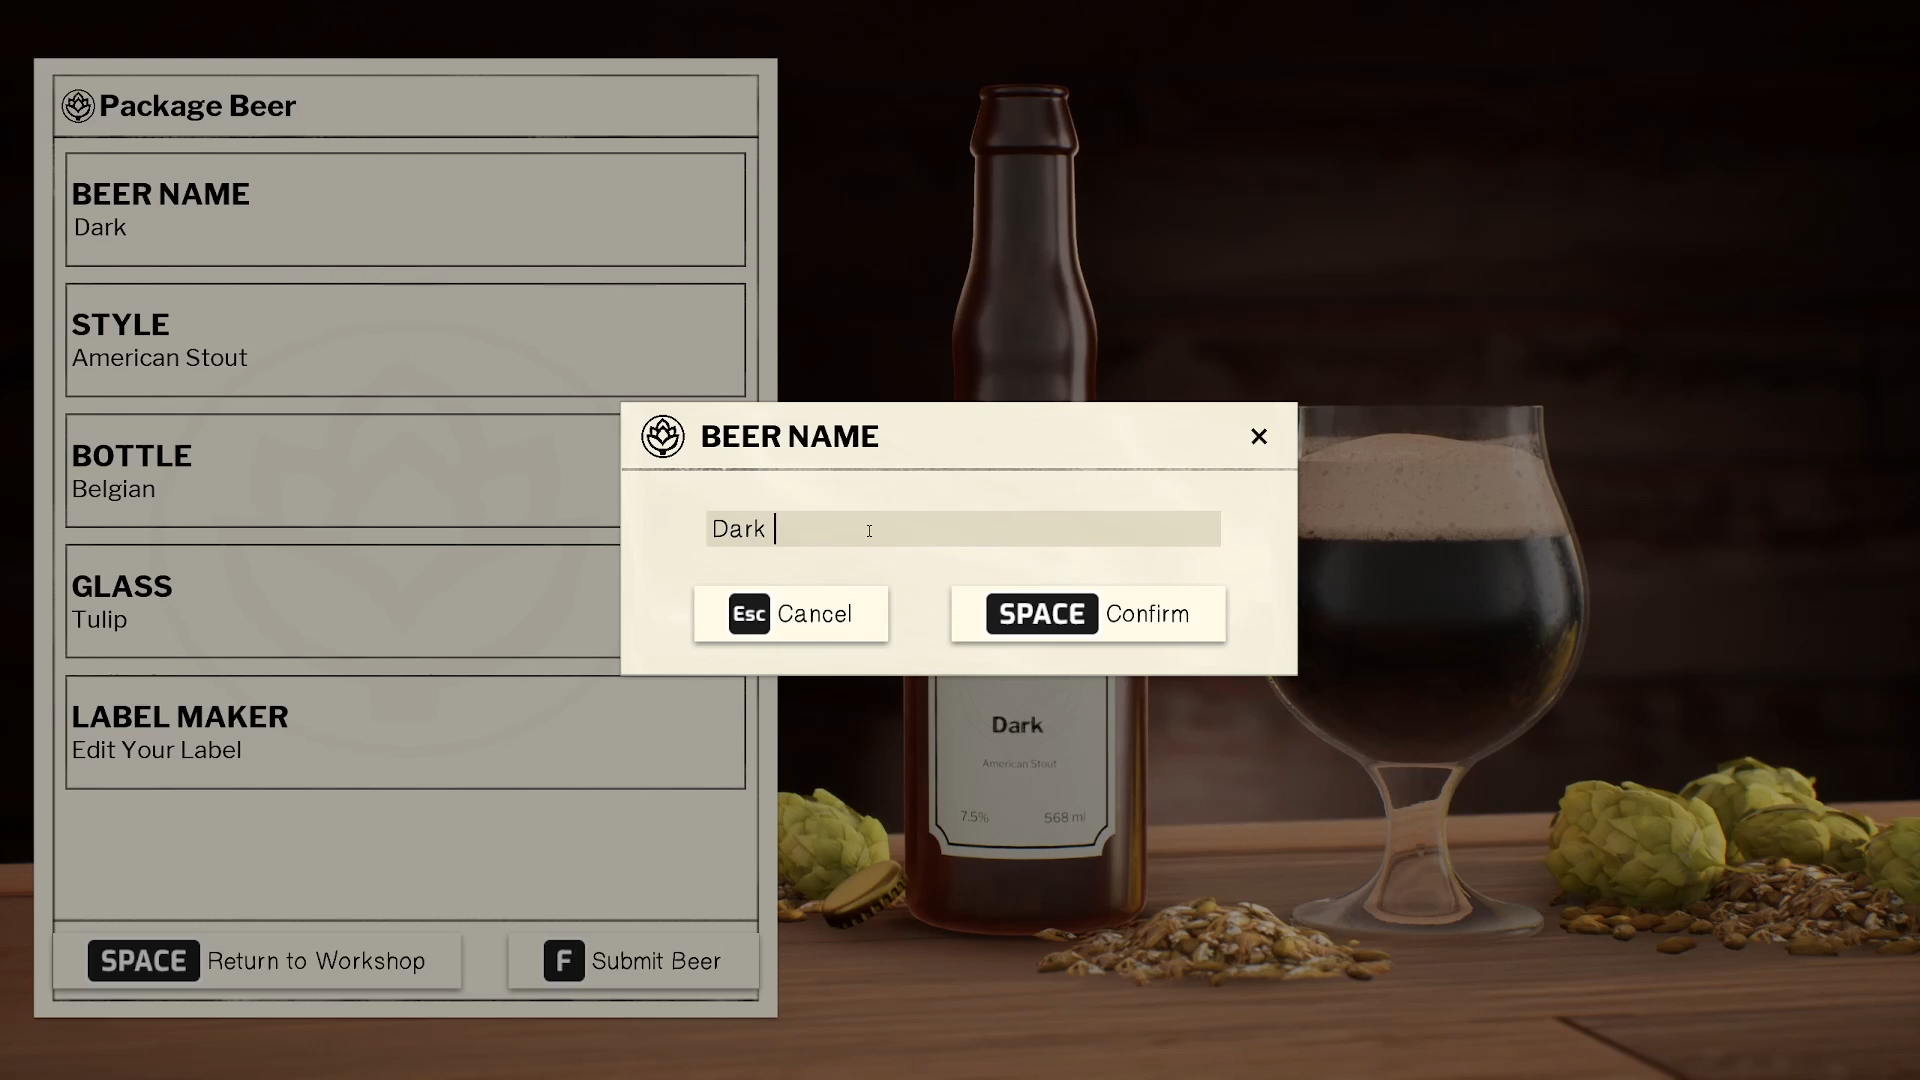 Package Beer
BEER NAME
Dark
STYLE
American Stout
BOTTLE
Belgian
GLASS
Tulip
LABEL MAKER
Edit Your Label
SPACE Return to Workshop
F Submit Beer
BEER NAME
Dark
Esc Cancel
SPACE Confirm
Dark
American Stout
7.5% 568 ml